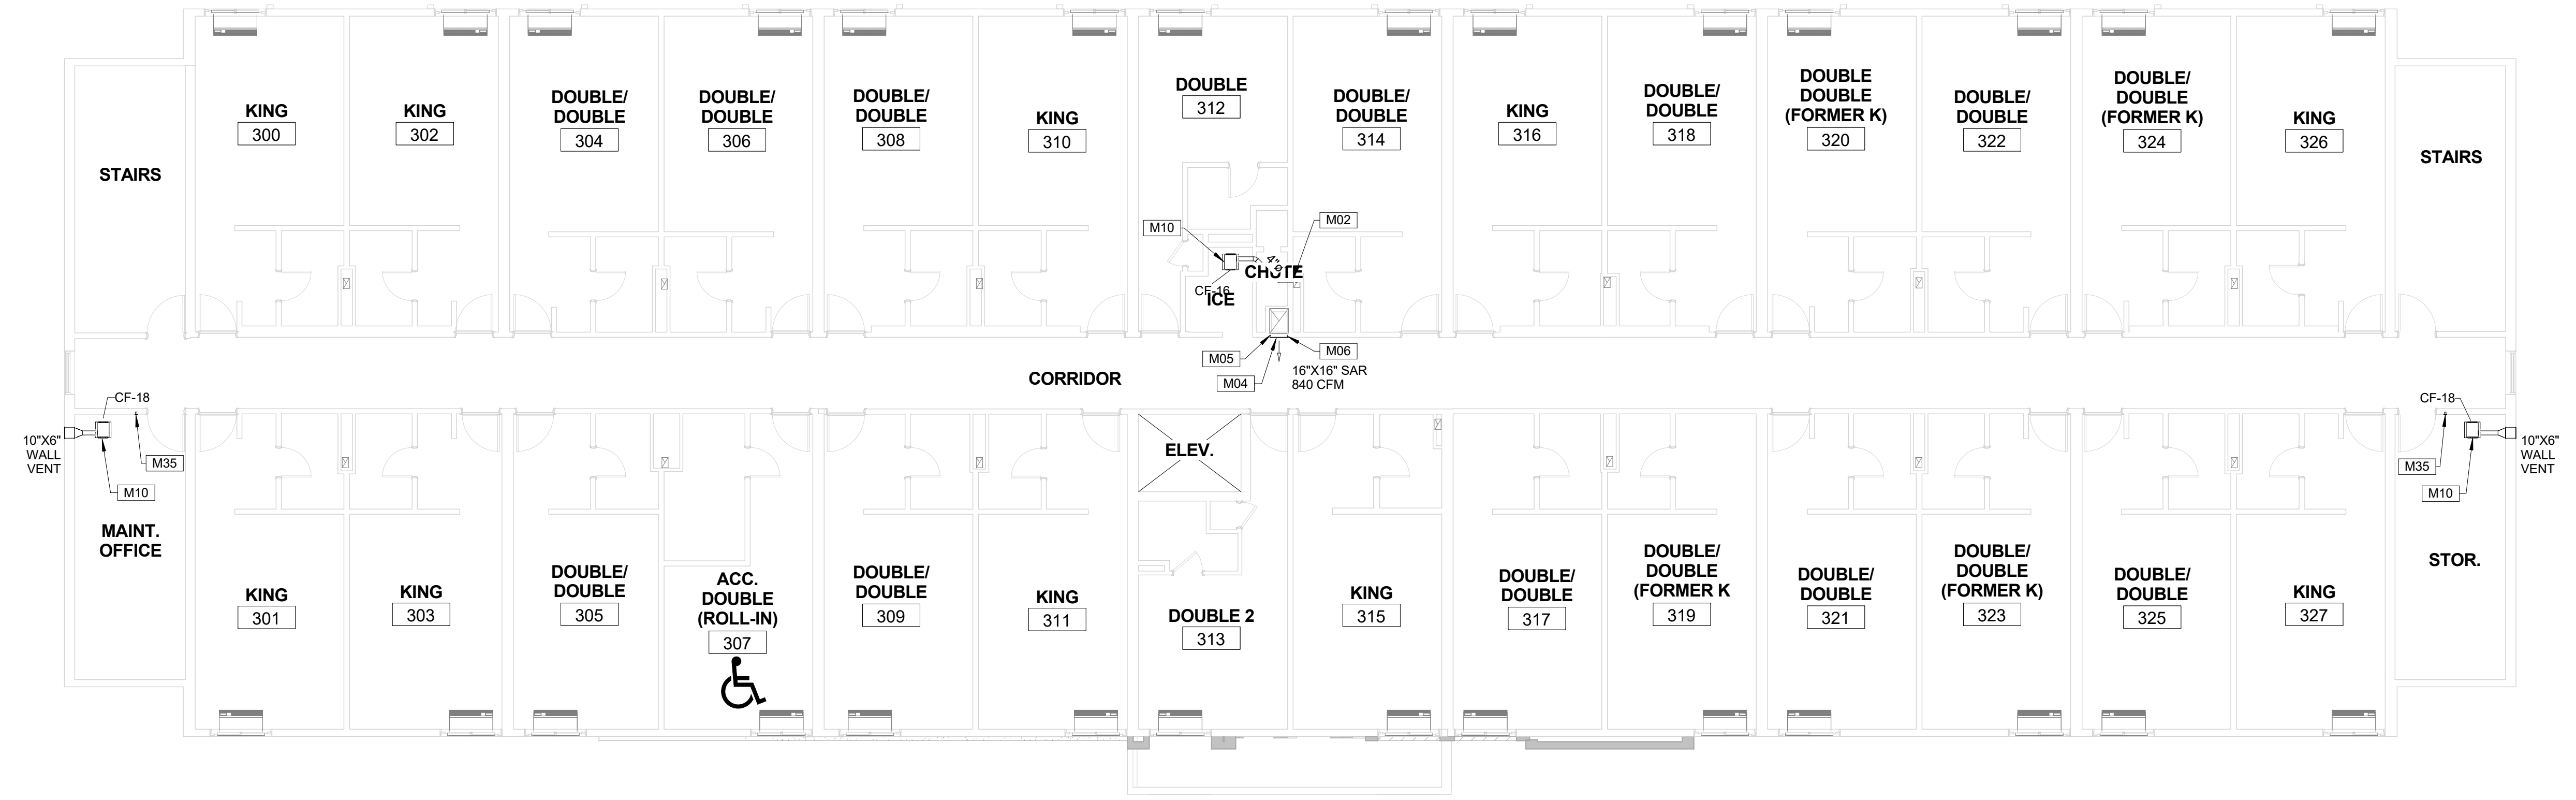 KING
300
KING
302
DOUBLE/
DOUBLE
304
DOUBLE/
DOUBLE
306
DOUBLE/
DOUBLE
308
KING
310
DOUBLE
312
DOUBLE/
DOUBLE
314
KING
316
DOUBLE/
DOUBLE
318
DOUBLE
DOUBLE
(FORMER K)
320
DOUBLE/
DOUBLE
322
DOUBLE/
DOUBLE
(FORMER K)
324
KING
326
STAIRS
STAIRS
M10
M02
4"ø
CHUTE
CF-16
ICE
M05
M06
M04
16"X16" SAR
840 CFM
CORRIDOR
CF-18
10"X6"
WALL
VENT
M35
M10
MAINT.
OFFICE
ELEV.
CF-18
10"X6"
WALL
VENT
M35
M10
STOR.
KING
301
KING
303
DOUBLE/
DOUBLE
305
ACC.
DOUBLE
(ROLL-IN)
307
DOUBLE/
DOUBLE
309
KING
311
DOUBLE 2
313
KING
315
DOUBLE/
DOUBLE
317
DOUBLE/
DOUBLE
(FORMER K
319
DOUBLE/
DOUBLE
321
DOUBLE/
DOUBLE
(FORMER K)
323
DOUBLE/
DOUBLE
325
KING
327